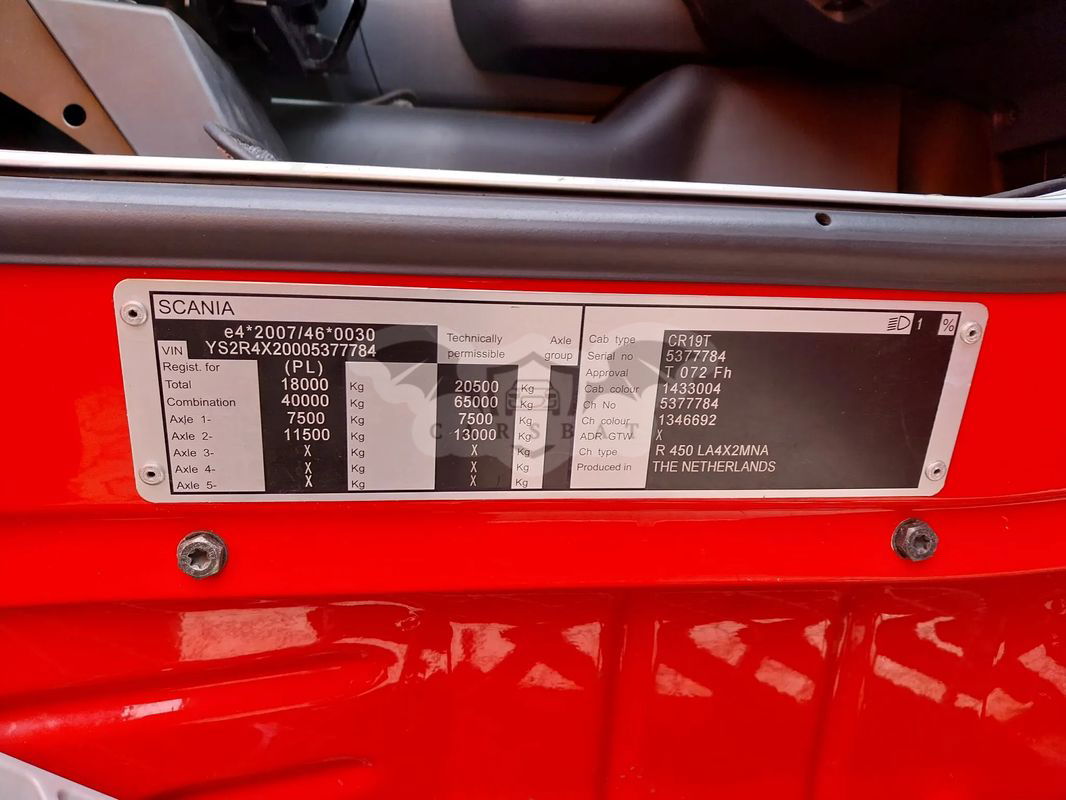 SCANIA
e4*2007/46*0030
VIN YS2R4X20005377784
Technically permissible
Axle group
Regist. for (PL)
Total 18000 Kg 20500 Kg
Combination 40000 Kg 65000 Kg
Axle 1- 7500 Kg 7500 Kg
Axle 2- 11500 Kg 13000 Kg
Axle 3- X Kg X Kg
Axle 4- X Kg X Kg
Axle 5- X Kg X Kg
1 %
Cab type CR19T
Serial no 5377784
Approval T 072 Fh
Cab colour 1433004
Ch No 5377784
Ch colour 1346692
ADR GTW X
Ch type R 450 LA4X2MNA
Produced in THE NETHERLANDS
CARSBAT